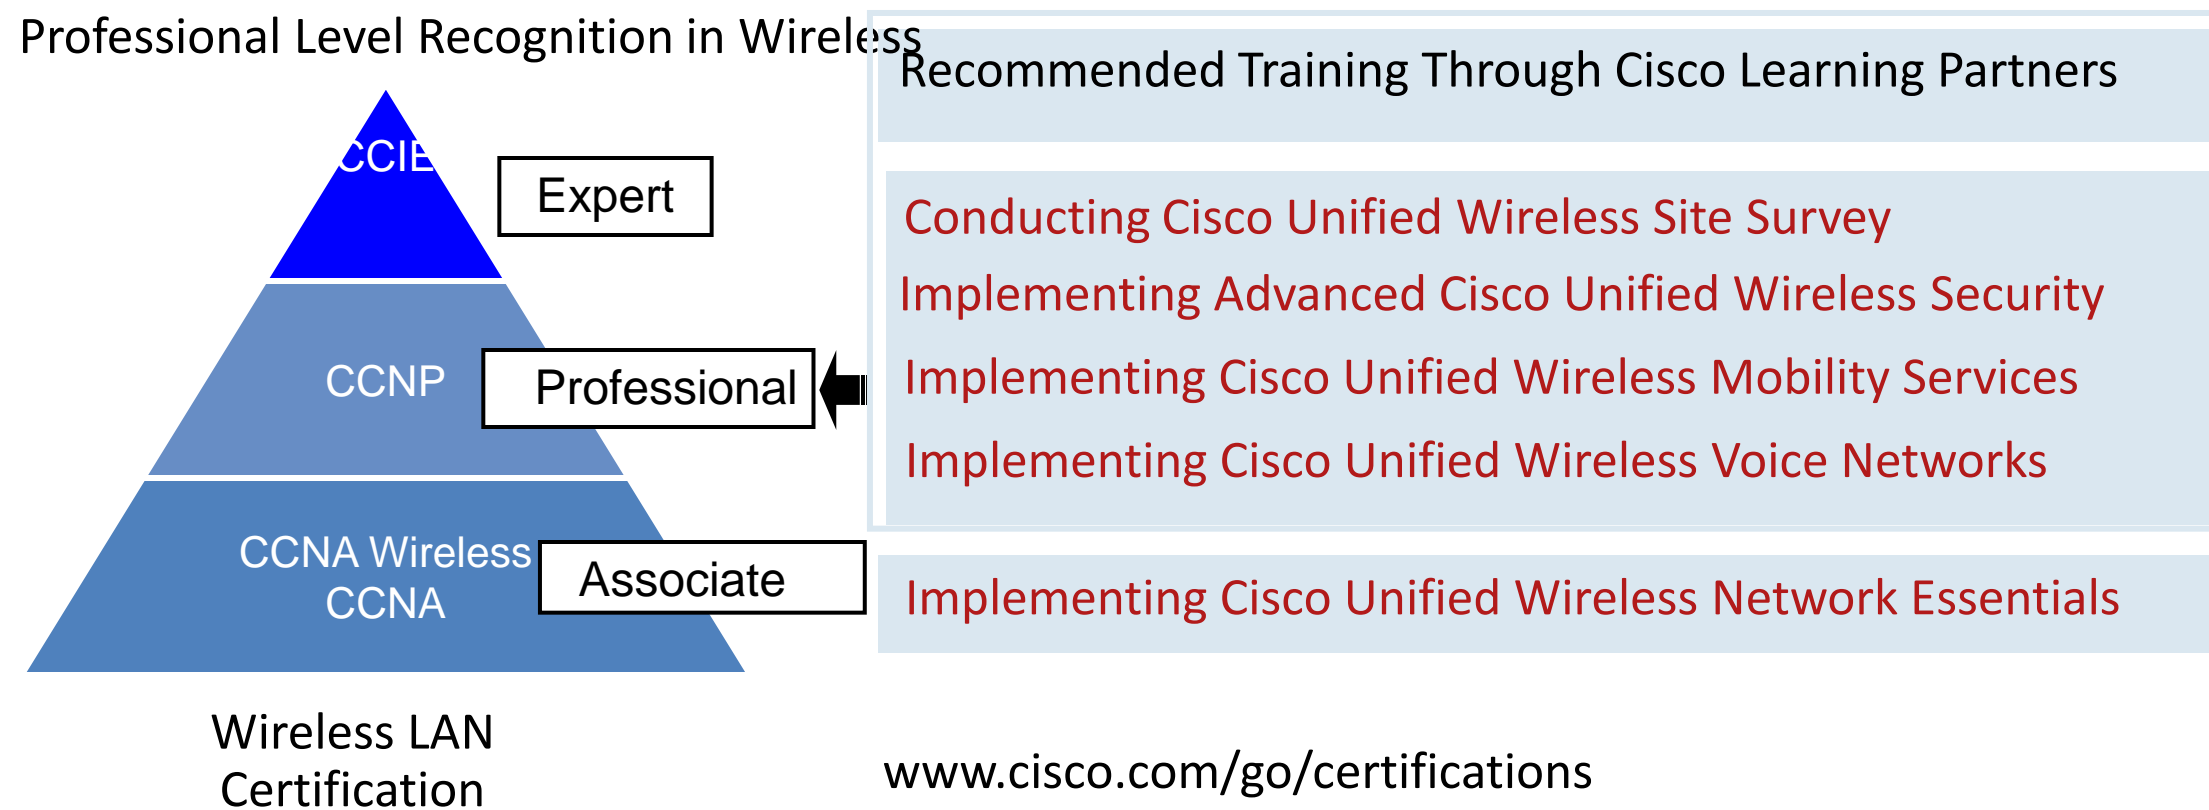 Professional Level Recognition in Wireless
Recommended Training Through Cisco Learning Partners
CCIE
Expert
Conducting Cisco Unified Wireless Site Survey
Implementing Advanced Cisco Unified Wireless Security
CCNP
Professional
Implementing Cisco Unified Wireless Mobility Services
Implementing Cisco Unified Wireless Voice Networks
CCNA Wireless
CCNA
Associate
Implementing Cisco Unified Wireless Network Essentials
Wireless LAN
Certification
www.cisco.com/go/certifications